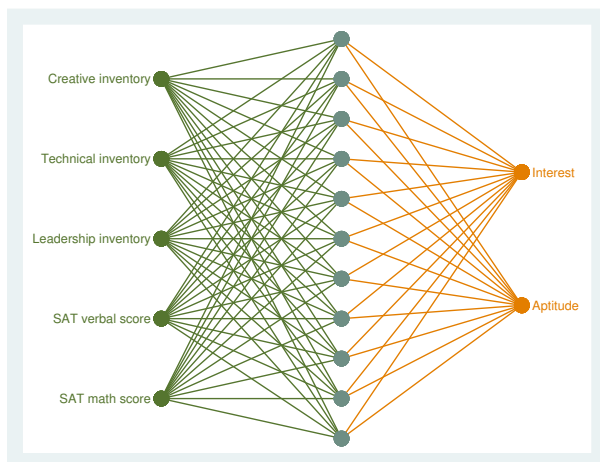 Creative inventory
Technical inventory
Leadership inventory
SAT verbal score
SAT math score
Interest
Aptitude